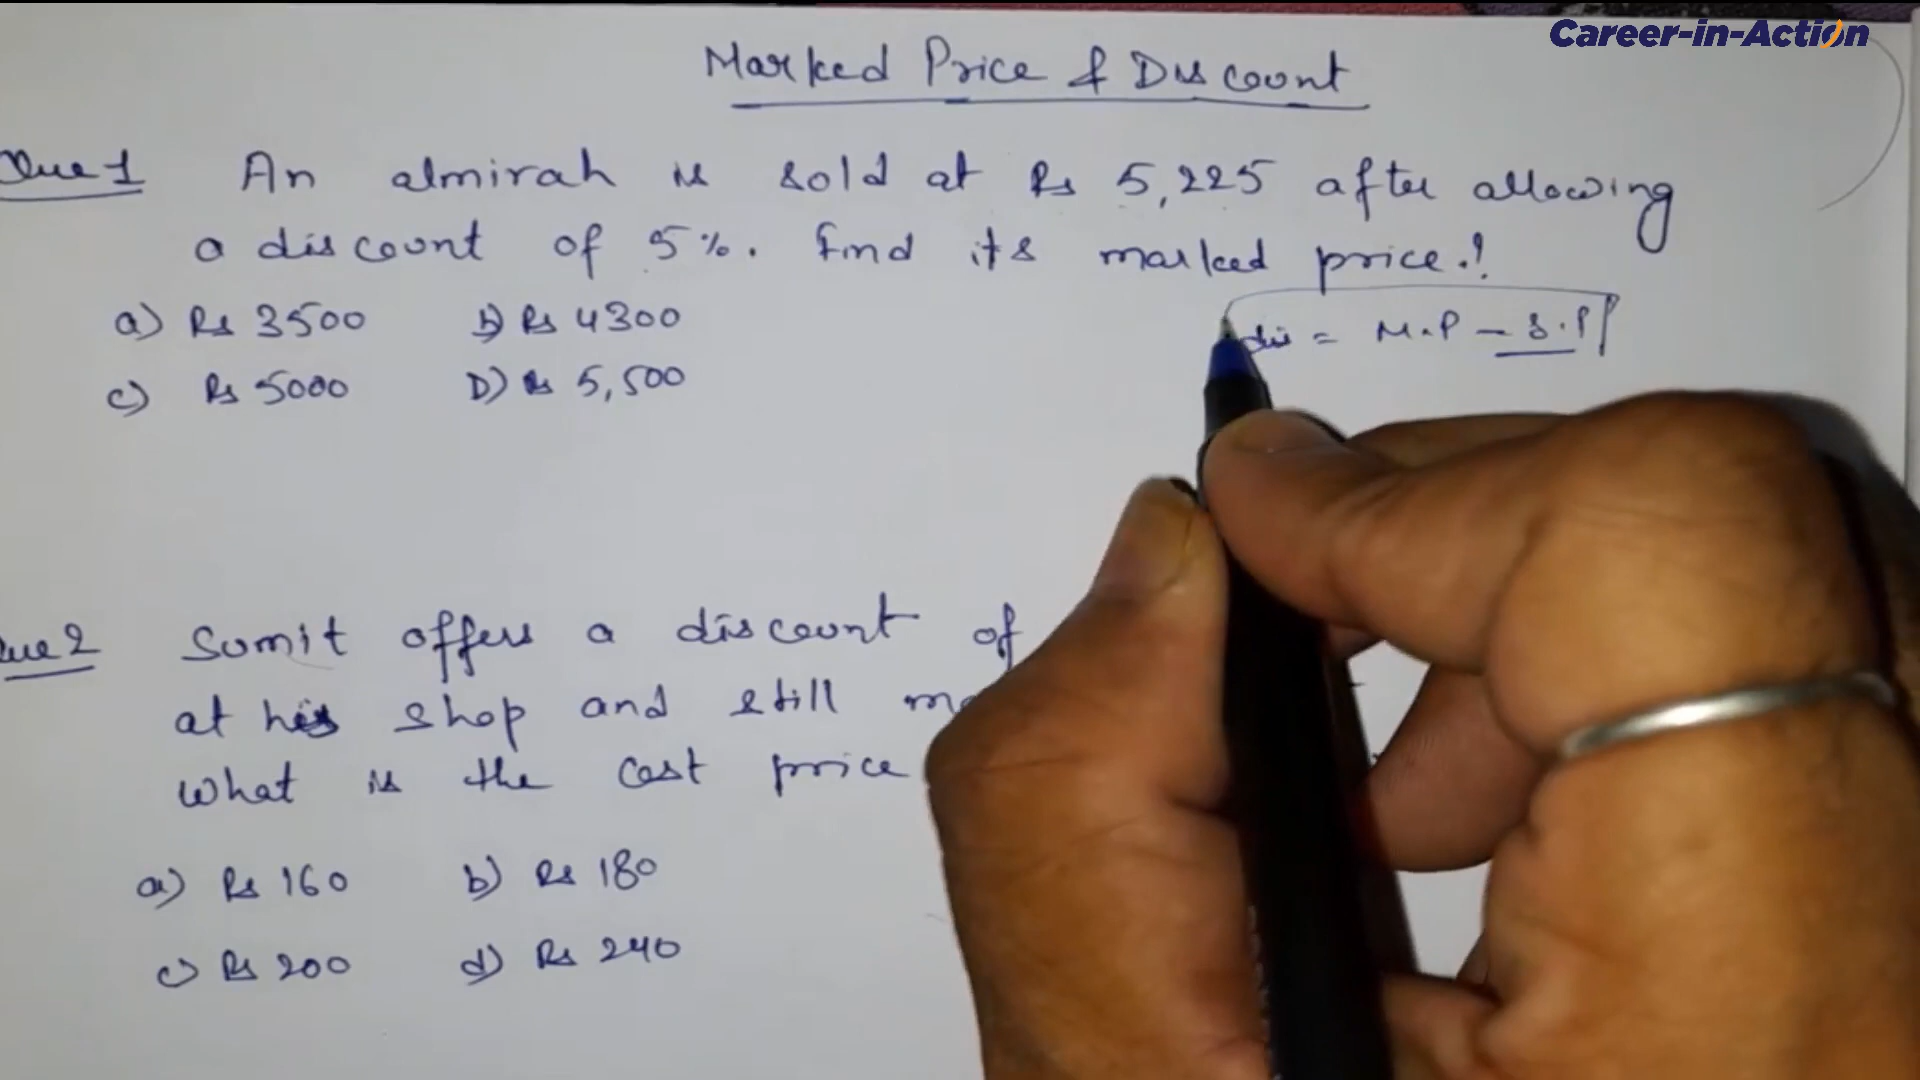 Career-in-Action
Marked Price & Discount
Que 1 An almirah is sold at Rs 5,225 after allowing
a discount of 5%. find its marked price.!
a) Rs 3500 b) Rs 4300
dis = M.P - S.P
c) Rs 5000 D) Rs 5,500
Que 2 Sumit offers a discount of
at his shop and still
what is the cost price
a) Rs 160 b) Rs 180
c) Rs 200 d) Rs 240